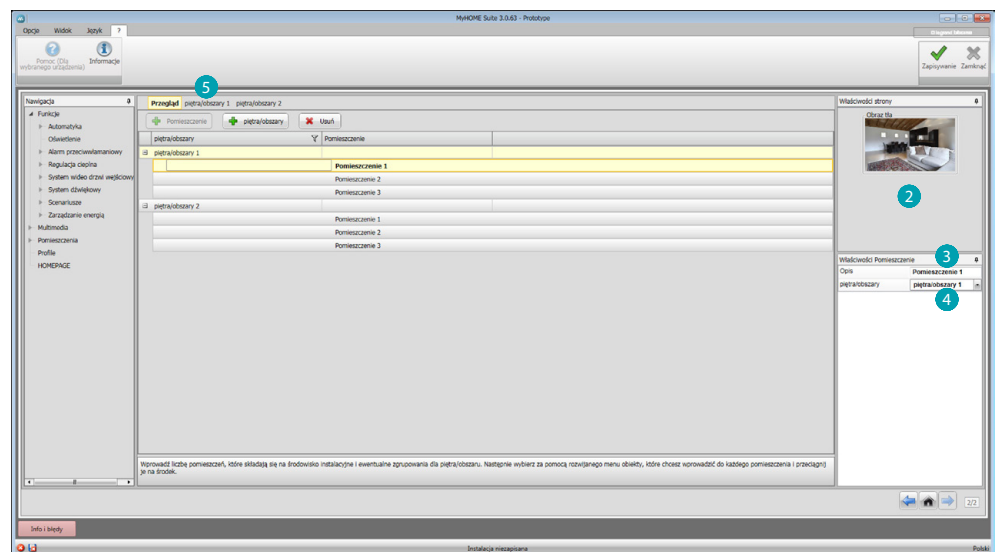 MyHOME Suite 3.0.63 - Prototype
Opcje Widok Język ?
Pomoc (Dla wybranego urządzenia)
Informacje
Zapisywanie Zamknąć
5
Nawigacja
Funkcje
Automatyka
Oświetlenie
Alarm przeciwwłamaniowy
Regulacja cieplna
System wideo drzwi wejściowy
System dźwiękowy
Scenariusze
Zarządzanie energią
Multimedia
Pomieszczenia
Profile
HOMEPAGE
Przegląd piętra/obszary 1 piętra/obszary 2
Pomieszczenie piętra/obszary Usuń
piętra/obszary Pomieszczenie
piętra/obszary 1
Pomieszczenie 1
Pomieszczenie 2
Pomieszczenie 3
piętra/obszary 2
Pomieszczenie 1
Pomieszczenie 2
Pomieszczenie 3
Wprowadź liczbę pomieszczeń, które składają się na środowisko instalacyjne i ewentualne zgrupowania dla piętra/obszaru. Następnie wybierz za pomocą rozwijanego menu obiekty, które chcesz wprowadzić do każdego pomieszczenia i przeciągnij
je na środek.
Właściwości strony
Obraz tła
2
Właściwości Pomieszczenie
3
Opis Pomieszczenie 1
piętra/obszary piętra/obszary 1
4
2/2
Info i błędy
Instalacja niezapisana
Polski